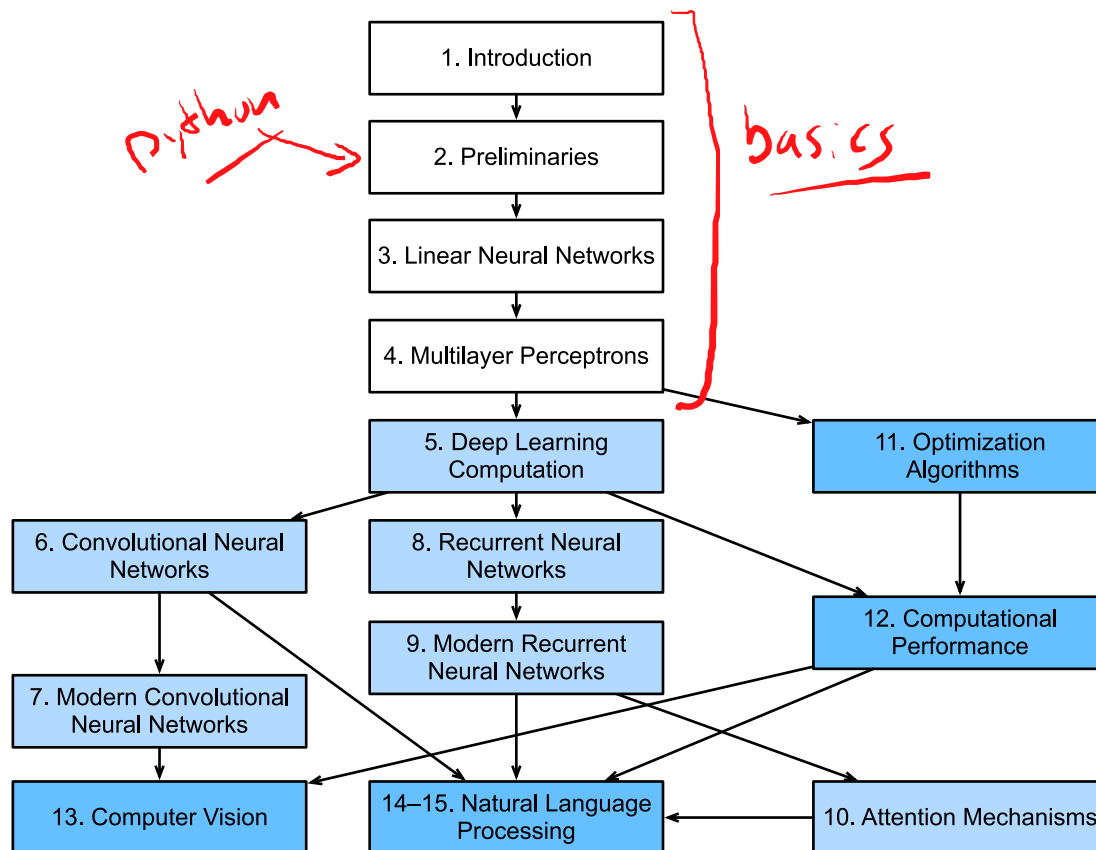 1. Introduction
python
2. Preliminaries
basics
3. Linear Neural Networks
4. Multilayer Perceptrons
5. Deep Learning
Computation
11. Optimization
Algorithms
6. Convolutional Neural
Networks
8. Recurrent Neural
Networks
12. Computational
Performance
9. Modern Recurrent
Neural Networks
7. Modern Convolutional
Neural Networks
13. Computer Vision
14–15. Natural Language
Processing
10. Attention Mechanisms